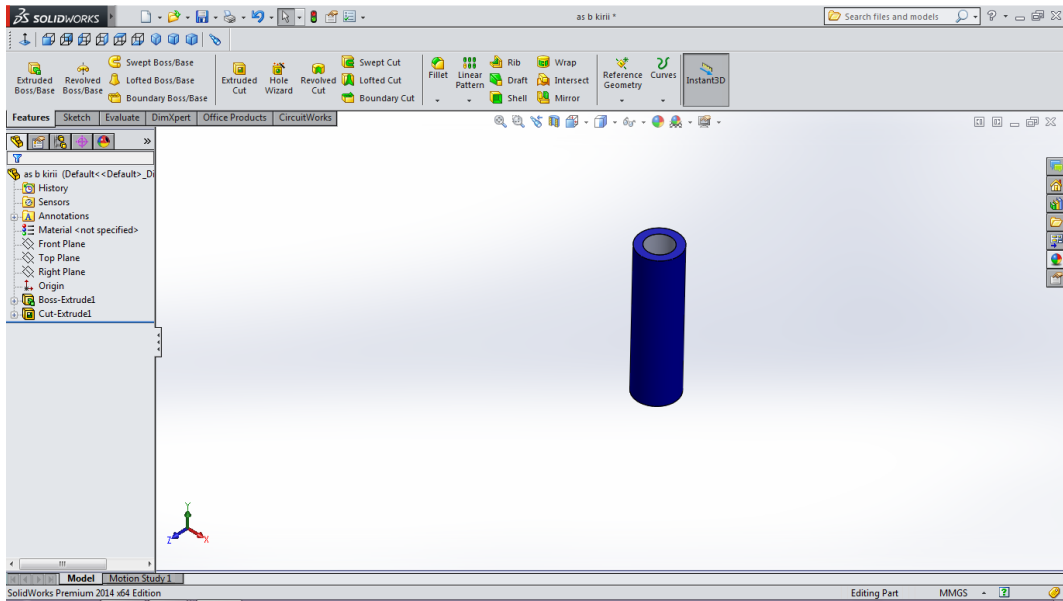 SOLIDWORKS
as b kirii *
Search files and models
Extruded Boss/Base
Revolved Boss/Base
Swept Boss/Base
Lofted Boss/Base
Boundary Boss/Base
Extruded Cut
Hole Wizard
Revolved Cut
Swept Cut
Lofted Cut
Boundary Cut
Fillet
Linear Pattern
Rib
Draft
Shell
Wrap
Intersect
Mirror
Reference Geometry
Curves
Instant3D
Features Sketch Evaluate DimXpert Office Products CircuitWorks
as b kirii (Default<<Default>_Di
History
Sensors
Annotations
Material <not specified>
Front Plane
Top Plane
Right Plane
Origin
Boss-Extrude1
Cut-Extrude1
Y
Z
X
Model Motion Study 1
SolidWorks Premium 2014 x64 Edition
Editing Part
MMGS